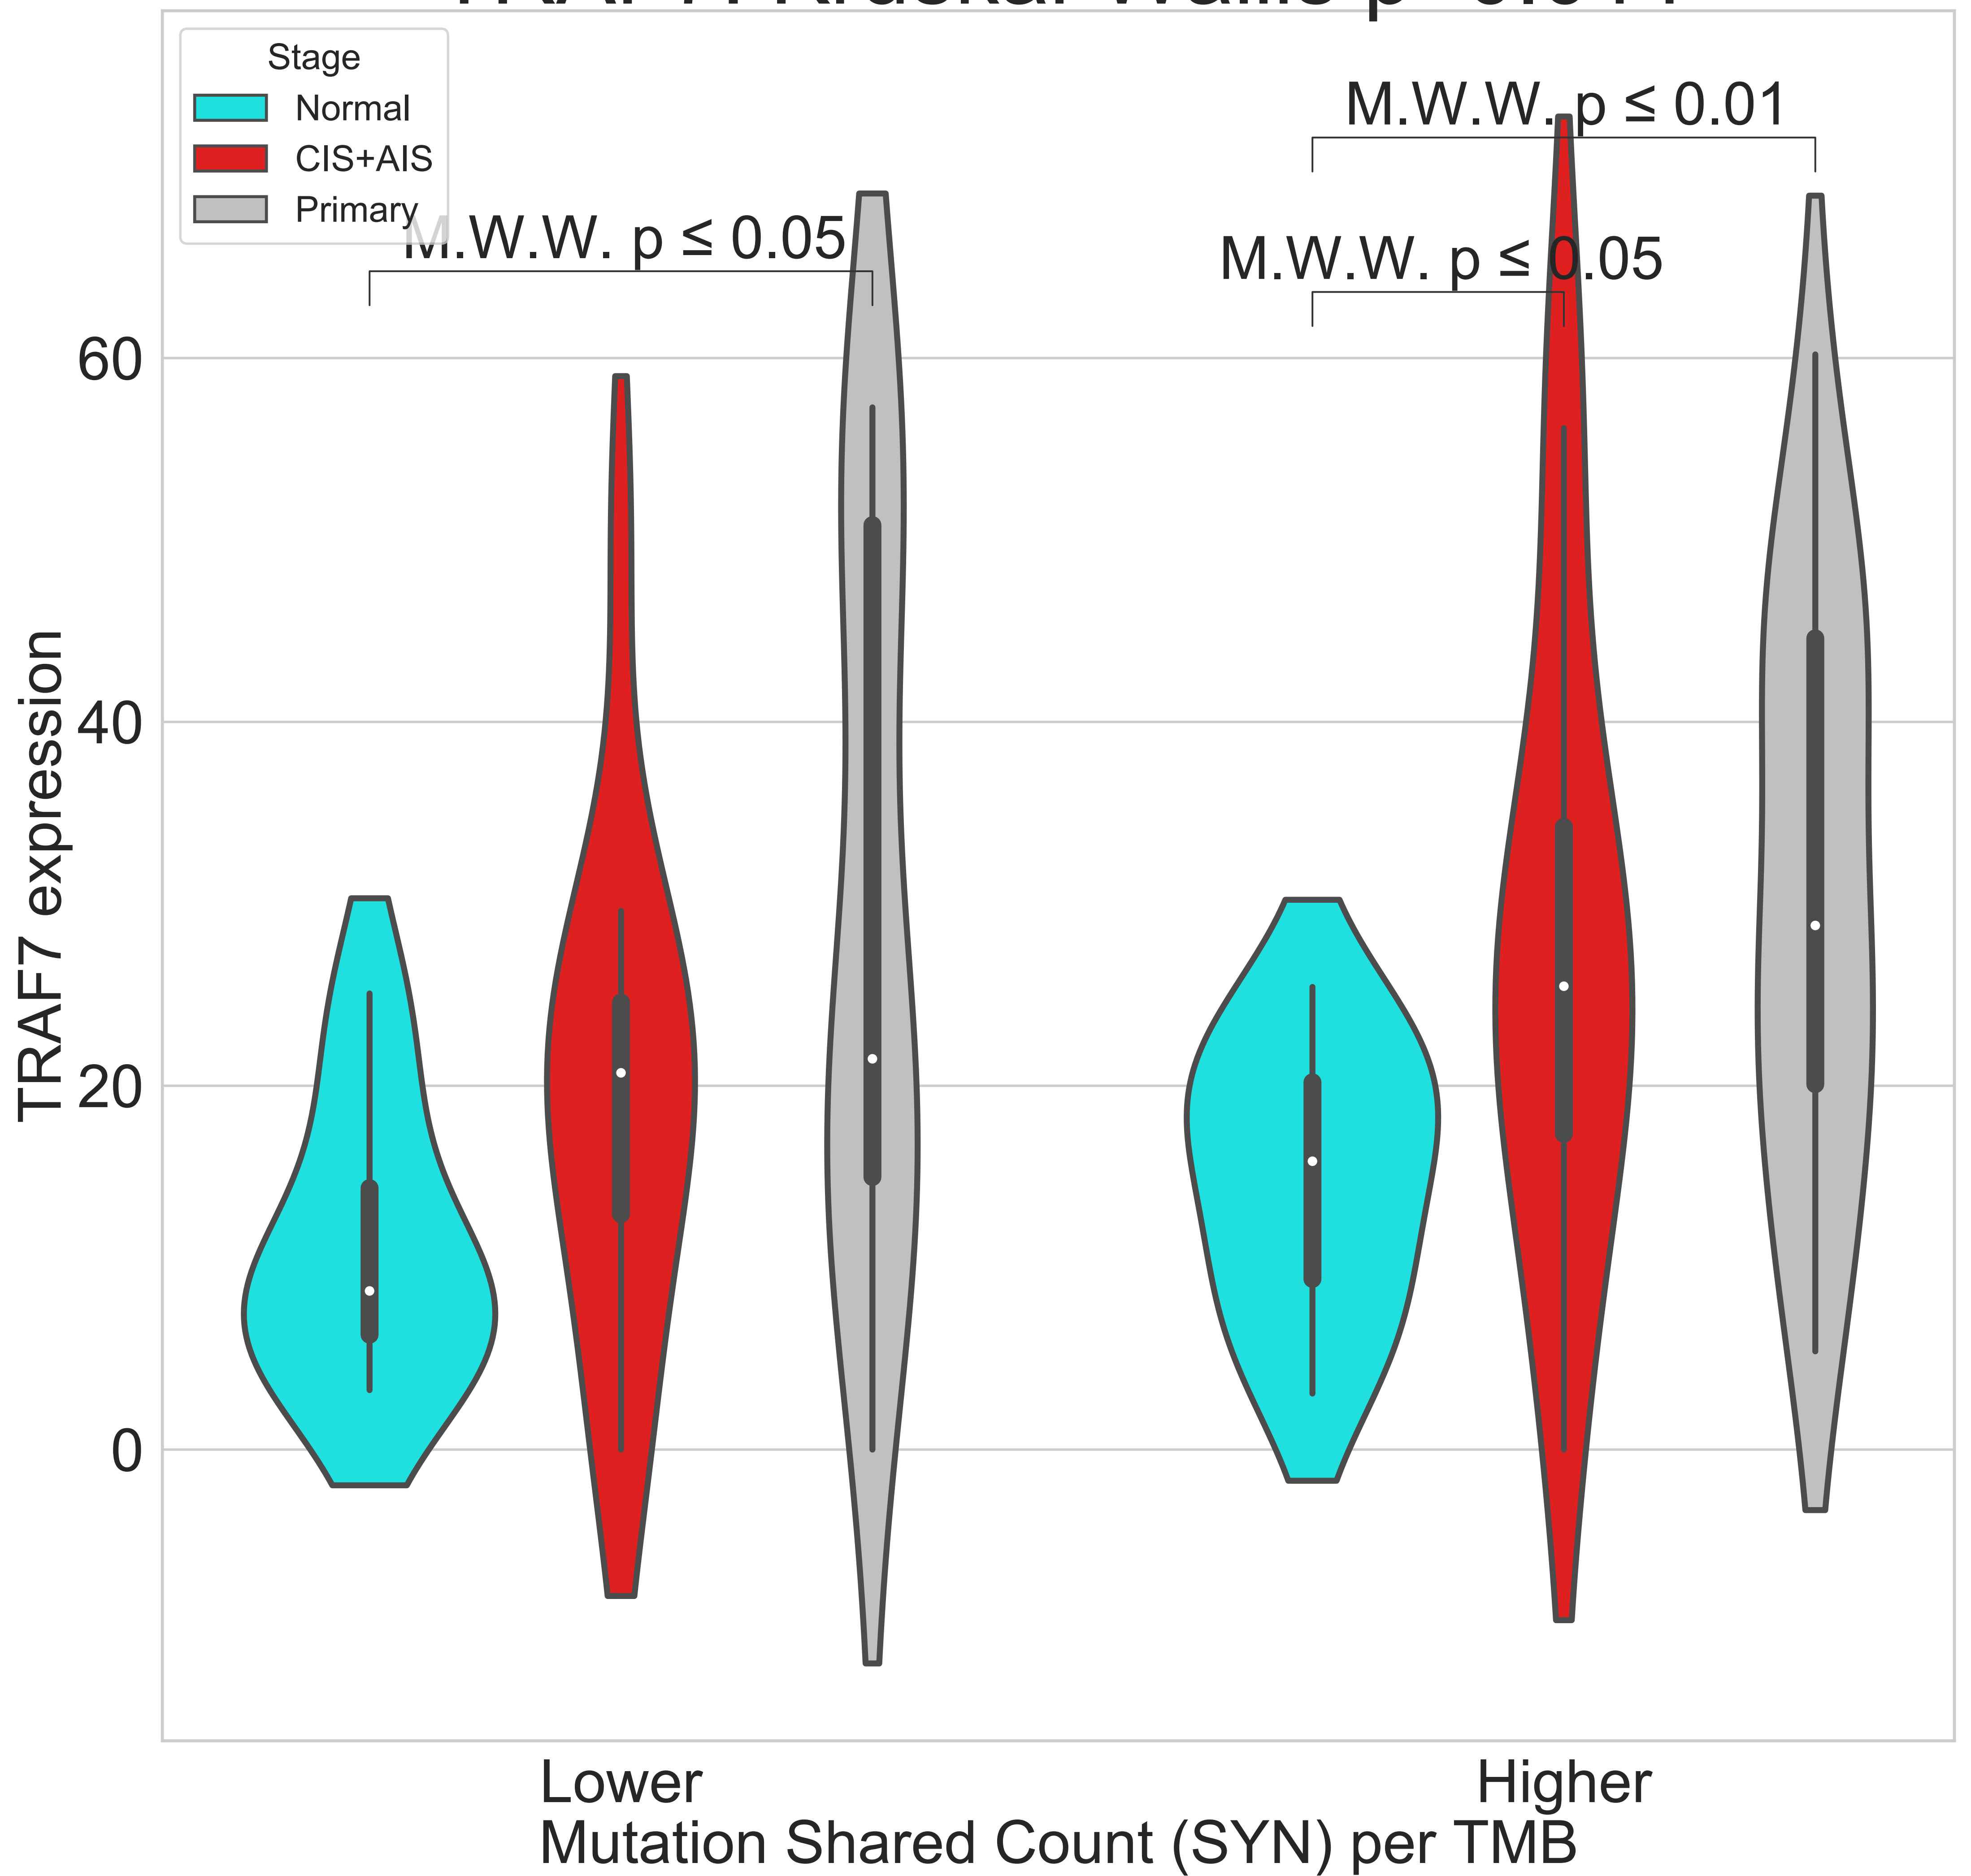 Stage
Normal
CIS+AIS
Primary
M.W.W. p ≤ 0.01
M.W.W. p ≤ 0.05
M.W.W. p ≤ 0.05
60
40
20
0
TRAF7 expression
Lower
Higher
Mutation Shared Count (SYN) per TMB